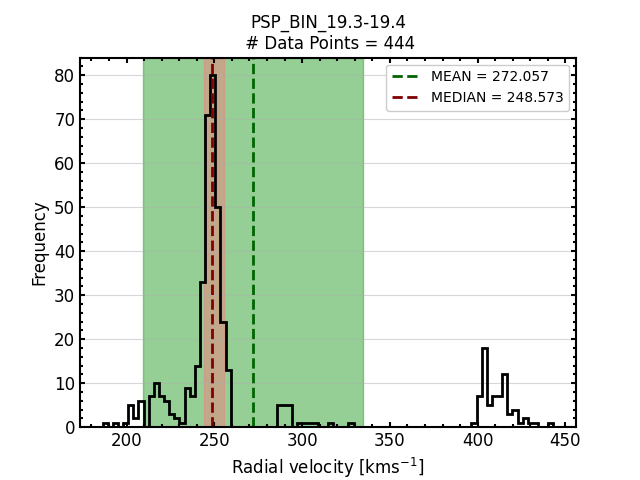 PSP_BIN_19.3-19.4
# Data Points = 444
MEAN = 272.057
MEDIAN = 248.573
Frequency
80
70
60
50
40
30
20
10
0
200 250 300 350 400 450
Radial velocity [kms⁻¹]